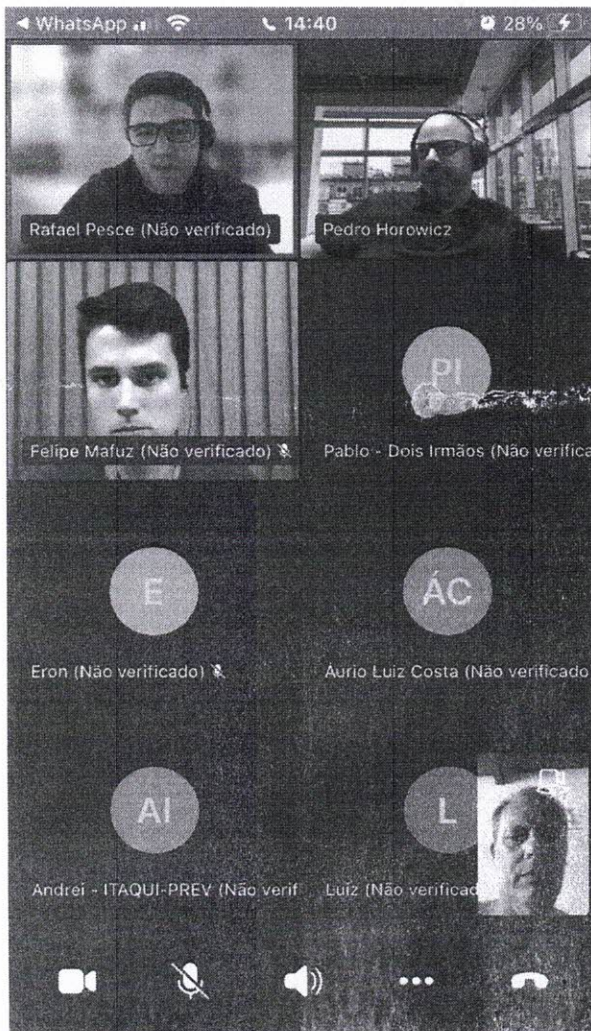 ◄ WhatsApp 14:40 28%
Rafael Pesce (Não verificado)
Pedro Horowicz
Felipe Mafuz (Não verificado)
PI
Pablo - Dois Irmãos (Não verifica
E
Eron (Não verificado)
ÁC
Áurio Luiz Costa (Não verificado
AI
Andrei - ITAQUI-PREV (Não verif
L
Luiz (Não verificad